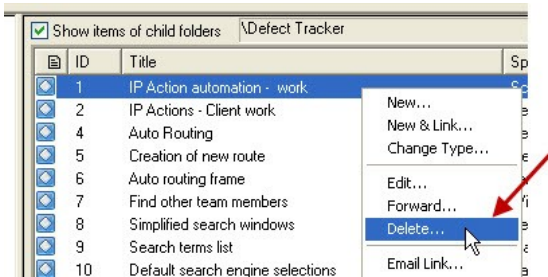 Show items of child folders \Defect Tracker
ID Title Sp
1 IP Action automation - work
2 IP Actions - Client work
4 Auto Routing
5 Creation of new route
6 Auto routing frame
7 Find other team members
8 Simplified search windows
9 Search terms list
10 Default search engine selections
New...
New & Link...
Change Type...
Edit...
Forward...
Delete...
Email Link...